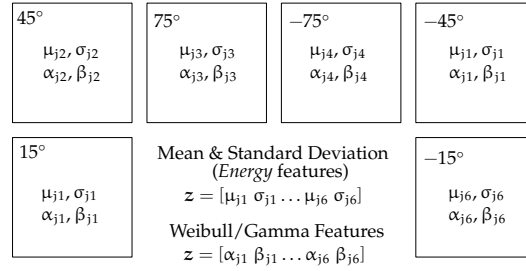 45°
μj2, σj2
αj2, βj2
75°
μj3, σj3
αj3, βj3
−75°
μj4, σj4
αj4, βj4
−45°
μj1, σj1
αj1, βj1
15°
μj1, σj1
αj1, βj1
Mean & Standard Deviation
(Energy features)
z = [μj1 σj1 … μj6 σj6]
Weibull/Gamma Features
z = [αj1 βj1 … αj6 βj6]
−15°
μj6, σj6
αj6, βj6